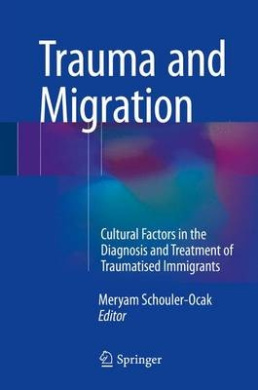 Trauma and
Migration
Cultural Factors in the
Diagnosis and Treatment of
Traumatised Immigrants
Meryam Schouler-Ocak
Editor
Springer